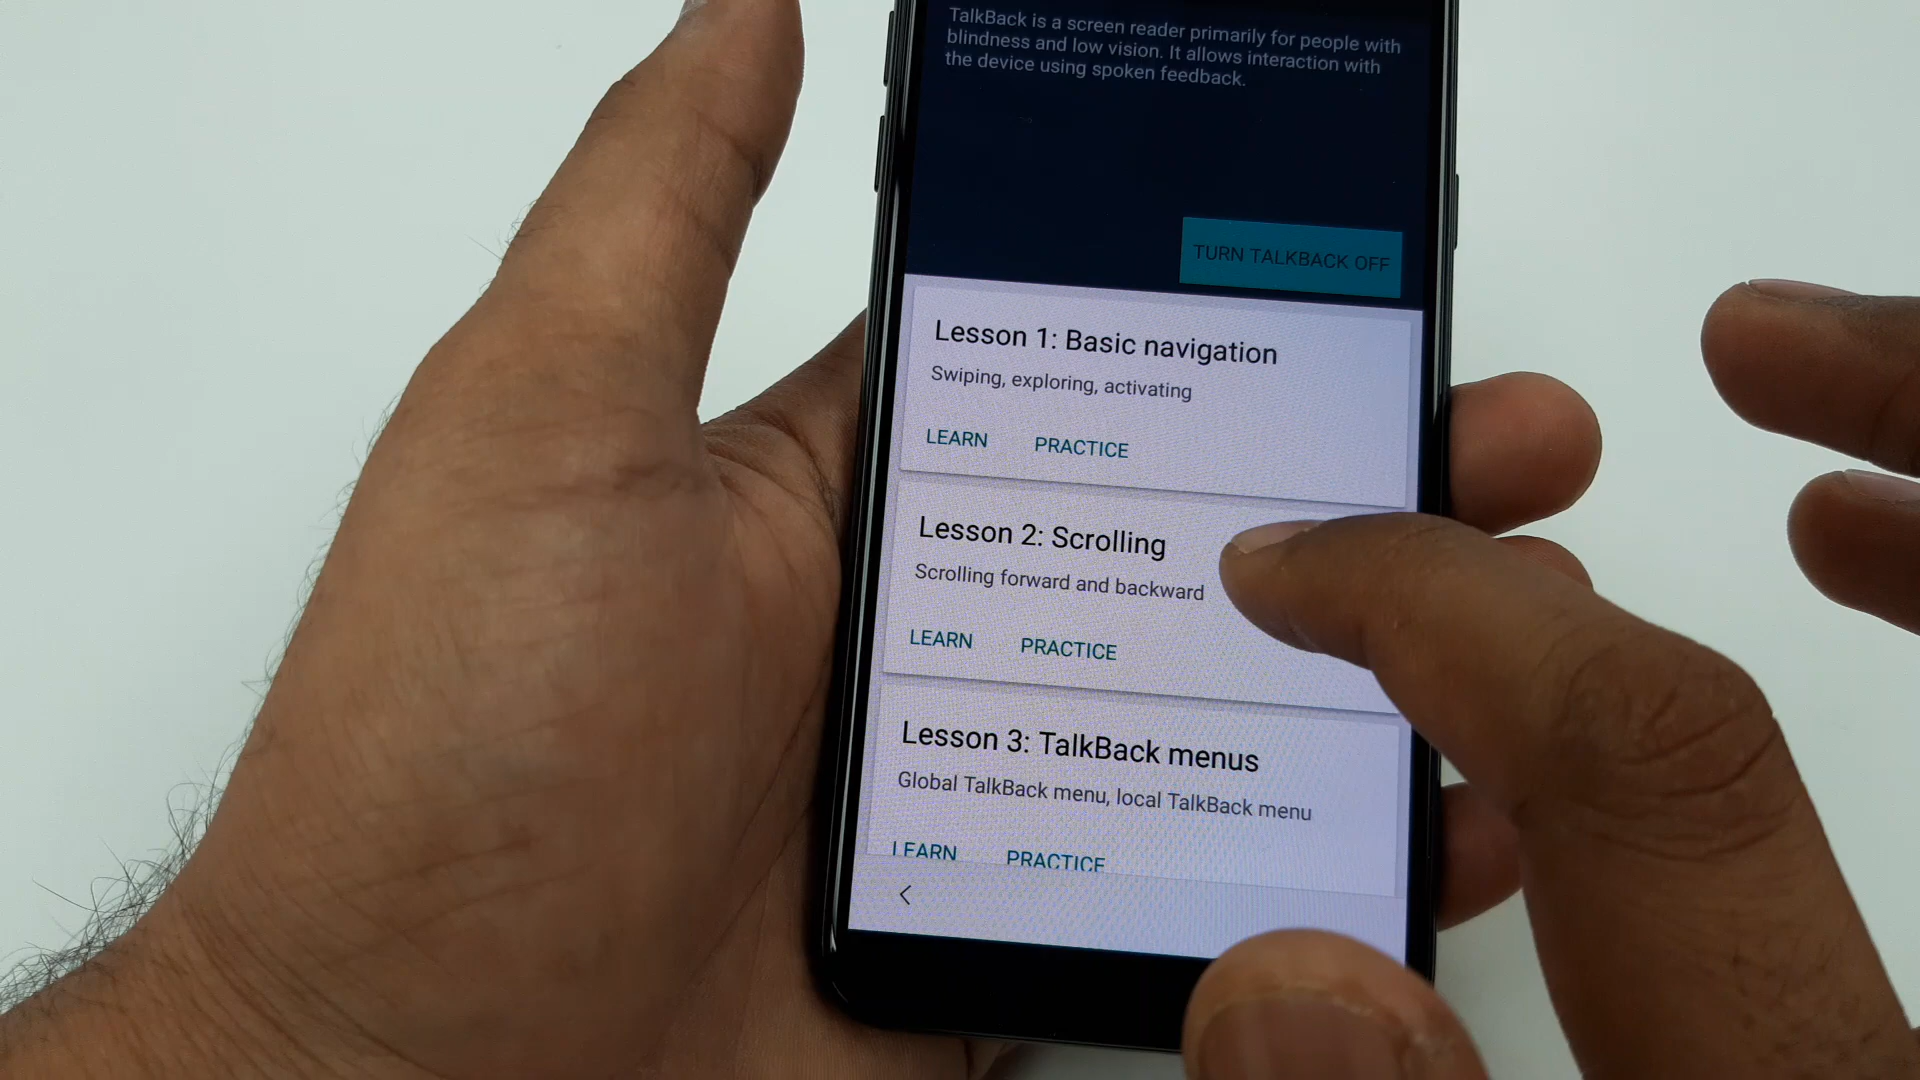 TalkBack is a screen reader primarily for people with
blindness and low vision. It allows interaction with
the device using spoken feedback.
TURN TALKBACK OFF
Lesson 1: Basic navigation
Swiping, exploring, activating
LEARN PRACTICE
Lesson 2: Scrolling
Scrolling forward and backward
LEARN PRACTICE
Lesson 3: TalkBack menus
Global TalkBack menu, local TalkBack menu
LEARN PRACTICE